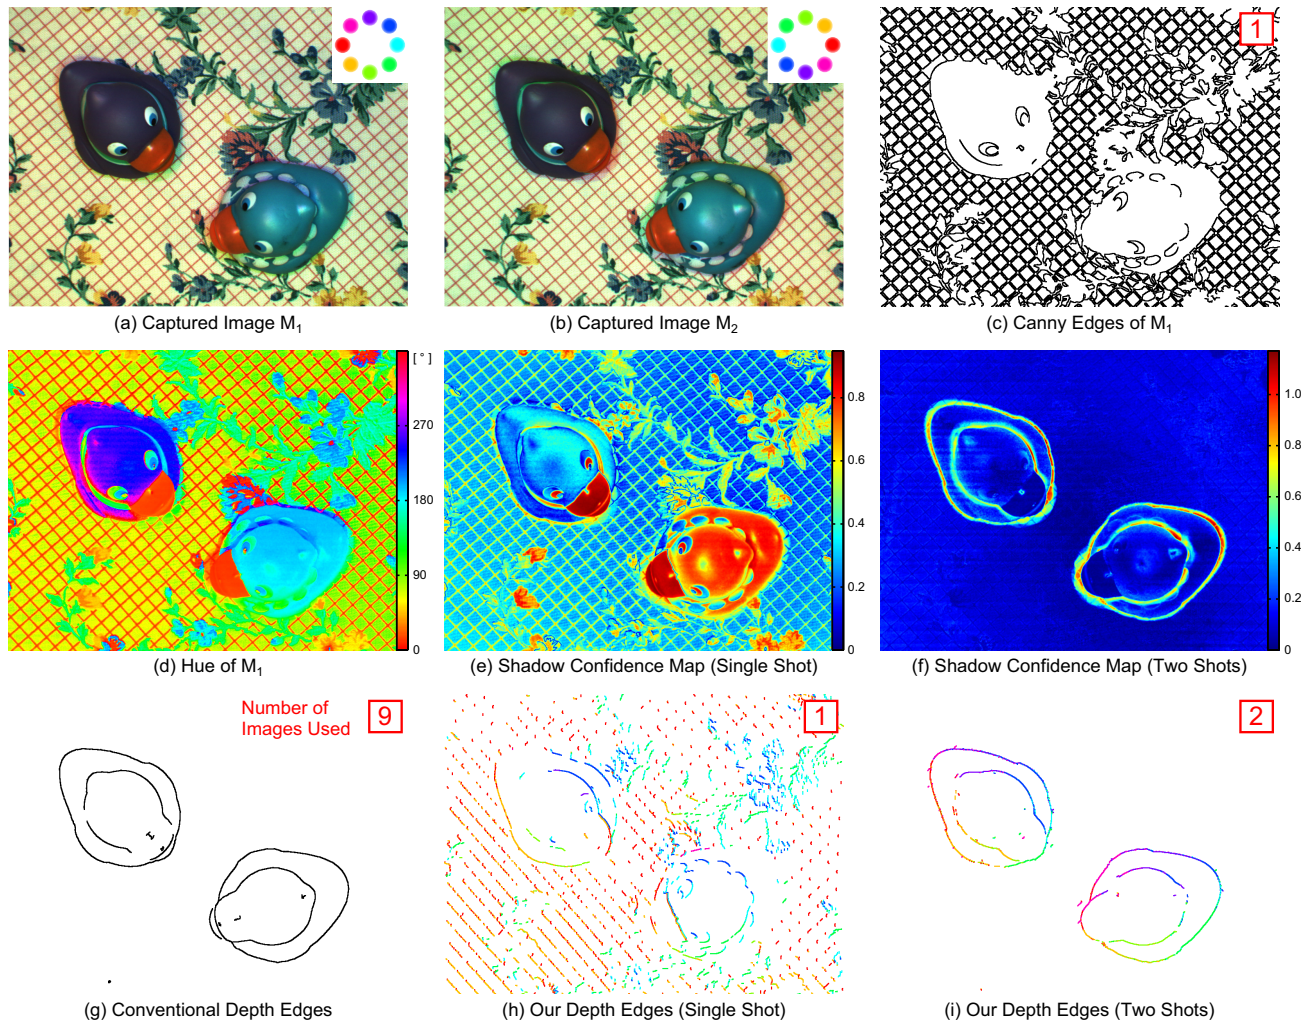 1
(a) Captured Image M1
(b) Captured Image M2
(c) Canny Edges of M1
[°]
270
180
90
0
0.8
0.6
0.4
0.2
0
1.0
0.8
0.6
0.4
0.2
0
(d) Hue of M1
(e) Shadow Confidence Map (Single Shot)
(f) Shadow Confidence Map (Two Shots)
Number of
Images Used
9
1
2
(g) Conventional Depth Edges
(h) Our Depth Edges (Single Shot)
(i) Our Depth Edges (Two Shots)